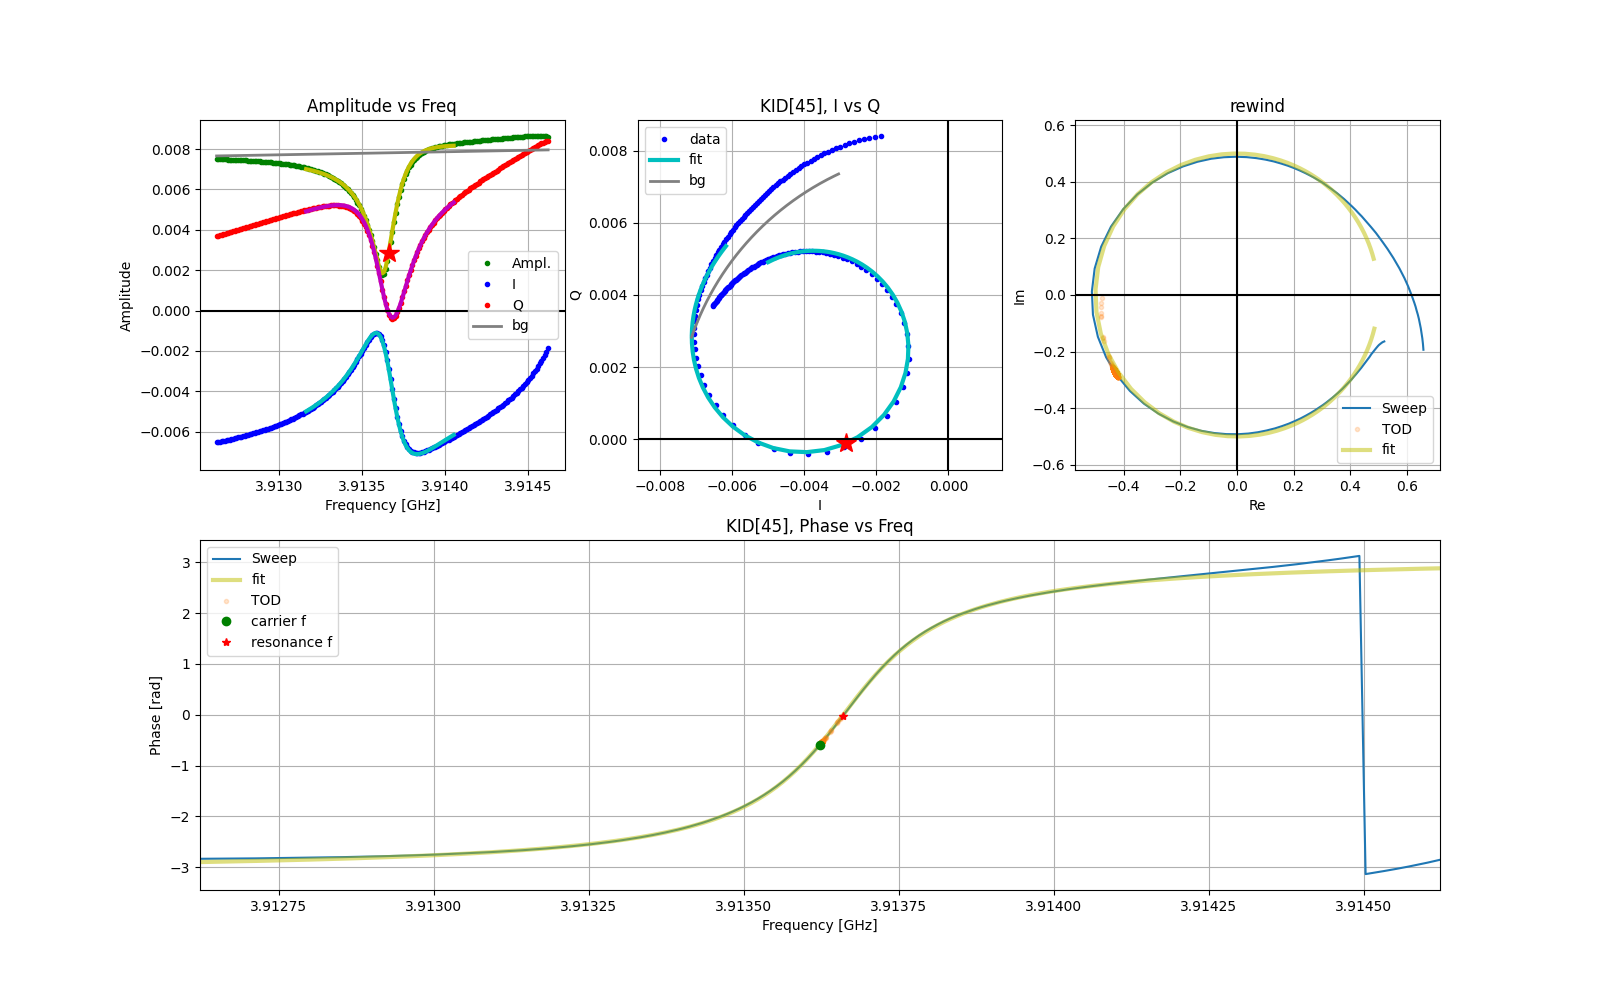 Amplitude vs Freq
0.008
0.006
0.004
0.002
0.000
−0.002
−0.004
−0.006
Amplitude
Ampl.
I
Q
bg
3.9130 3.9135 3.9140 3.9145
Frequency [GHz]
KID[45], I vs Q
data
fit
bg
0.008
0.006
0.004
0.002
0.000
Q
−0.008 −0.006 −0.004 −0.002 0.000
I
rewind
0.6
0.4
0.2
0.0
−0.2
−0.4
−0.6
Im
Sweep
TOD
fit
−0.4 −0.2 0.0 0.2 0.4 0.6
Re
KID[45], Phase vs Freq
Sweep
fit
TOD
carrier f
resonance f
3
2
1
0
−1
−2
−3
Phase [rad]
3.91275 3.91300 3.91325 3.91350 3.91375 3.91400 3.91425 3.91450
Frequency [GHz]